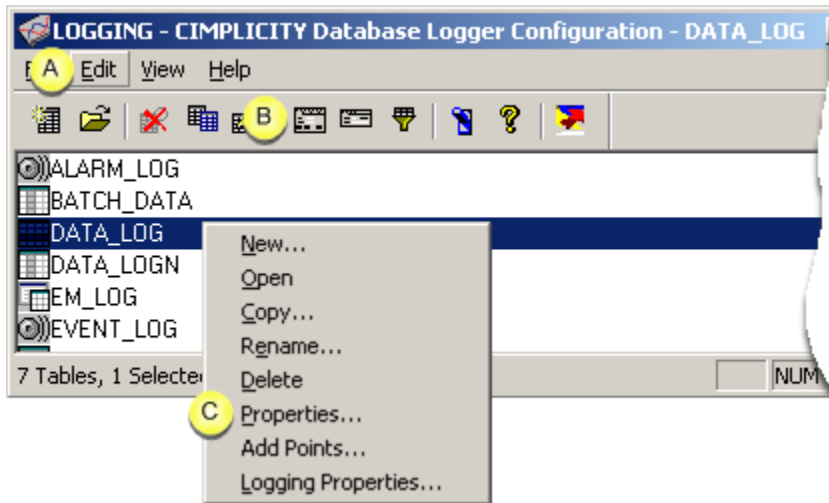 LOGGING - CIMPLICITY Database Logger Configuration - DATA_LOG
A Edit View Help
B
ALARM_LOG
BATCH_DATA
DATA_LOG
DATA_LOGN
EM_LOG
EVENT_LOG
7 Tables, 1 Selected
NUM
New...
Open
Copy...
Rename...
Delete
C Properties...
Add Points...
Logging Properties...